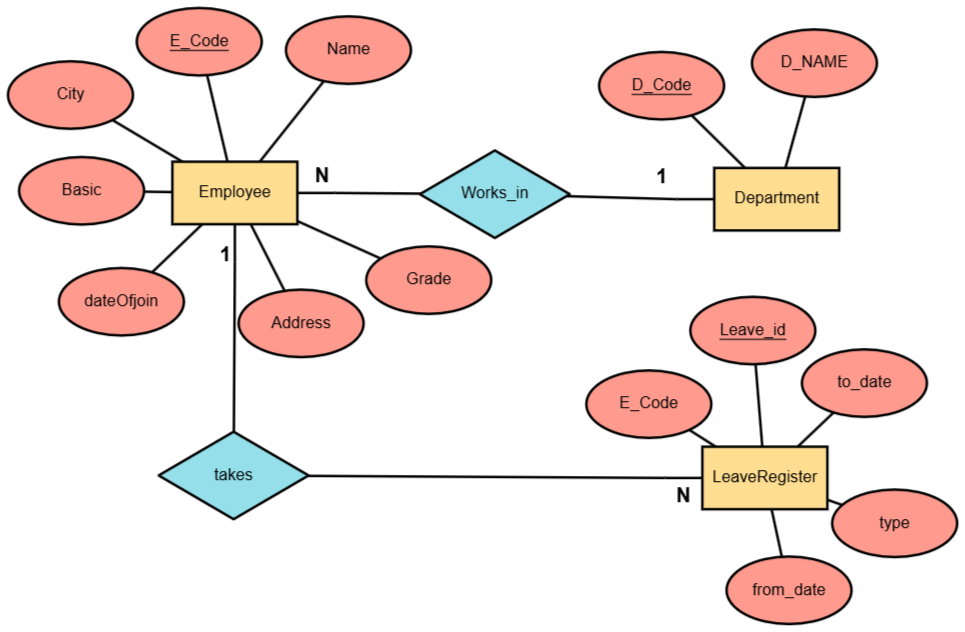 E_Code
Name
D_NAME
D_Code
City
N
1
Basic
Employee
Works_in
Department
1
Grade
dateOfjoin
Address
Leave_id
to_date
E_Code
takes
LeaveRegister
N
type
from_date